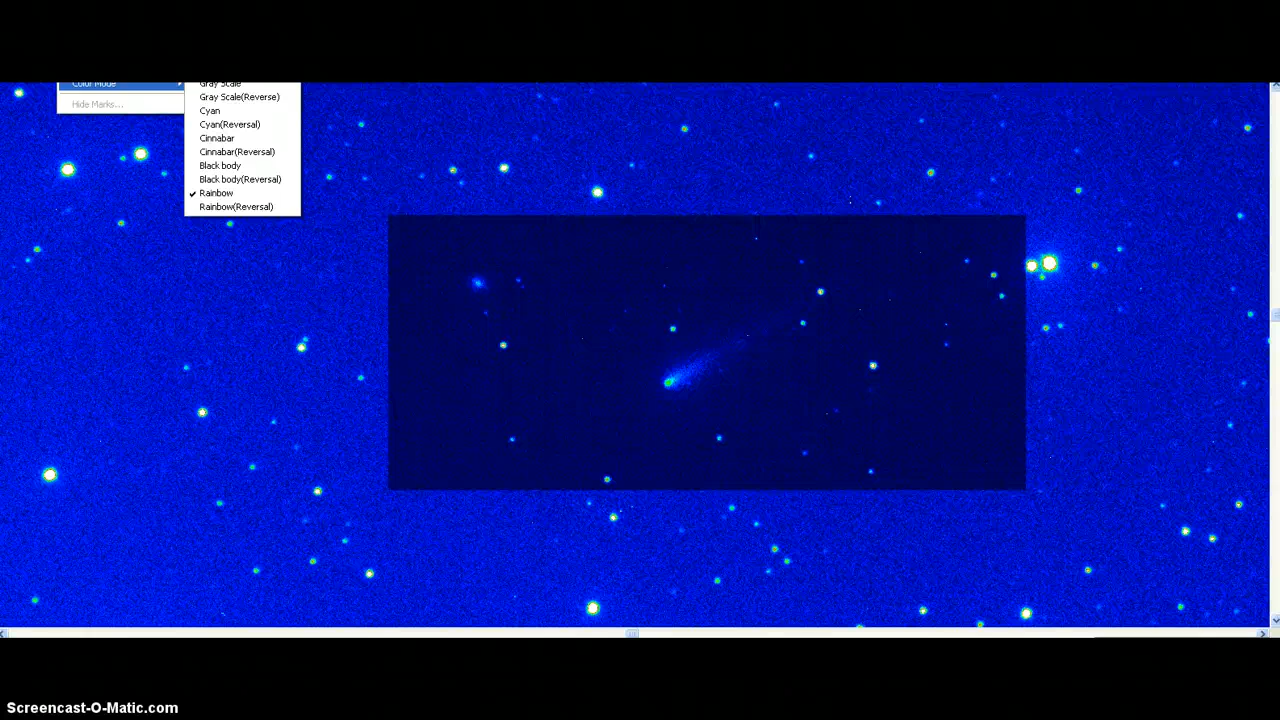 Color Mode
Hide Marks...
Gray Scale
Gray Scale(Reverse)
Cyan
Cyan(Reversal)
Cinnabar
Cinnabar(Reversal)
Black body
Black body(Reversal)
Rainbow
Rainbow(Reversal)
Screencast-O-Matic.com